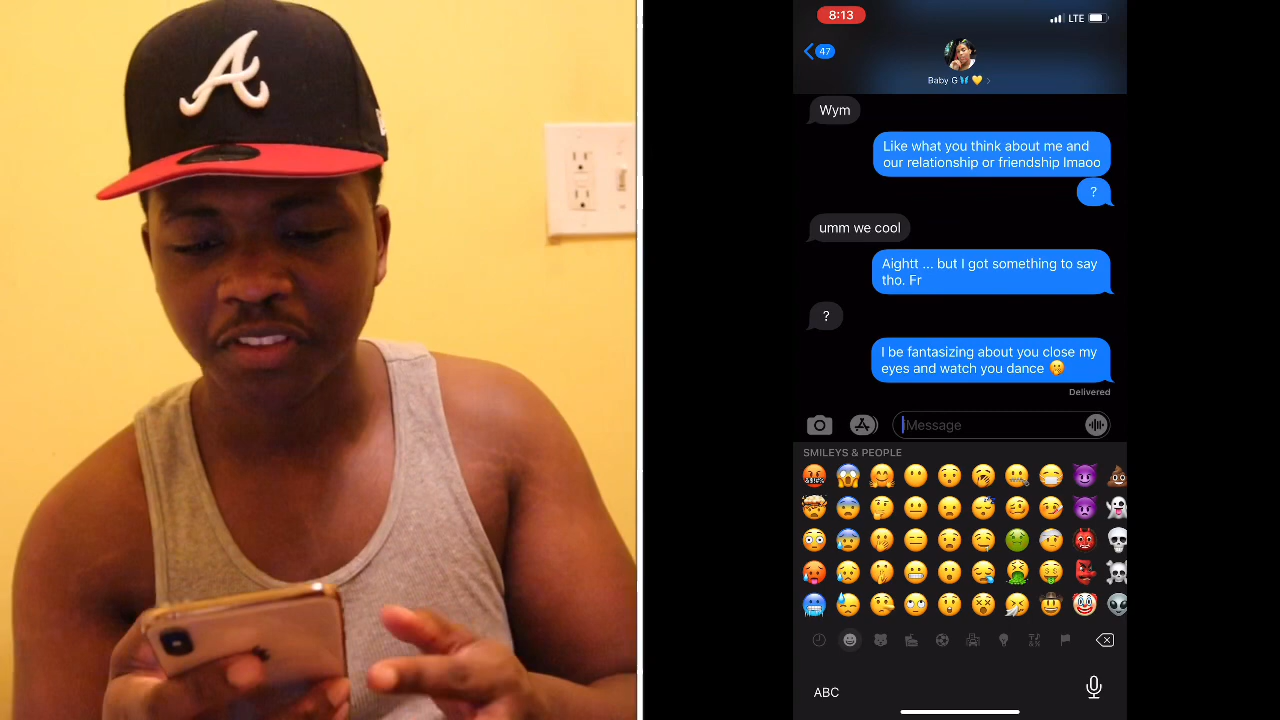 A
8:13
LTE
47
Baby G🦋💛
Wym
Like what you think about me and
our relationship or friendship lmaoo
?
umm we cool
Aightt ... but I got something to say
tho. Fr
?
I be fantasizing about you close my
eyes and watch you dance 🤭
Delivered
iMessage
SMILEYS & PEOPLE
ABC